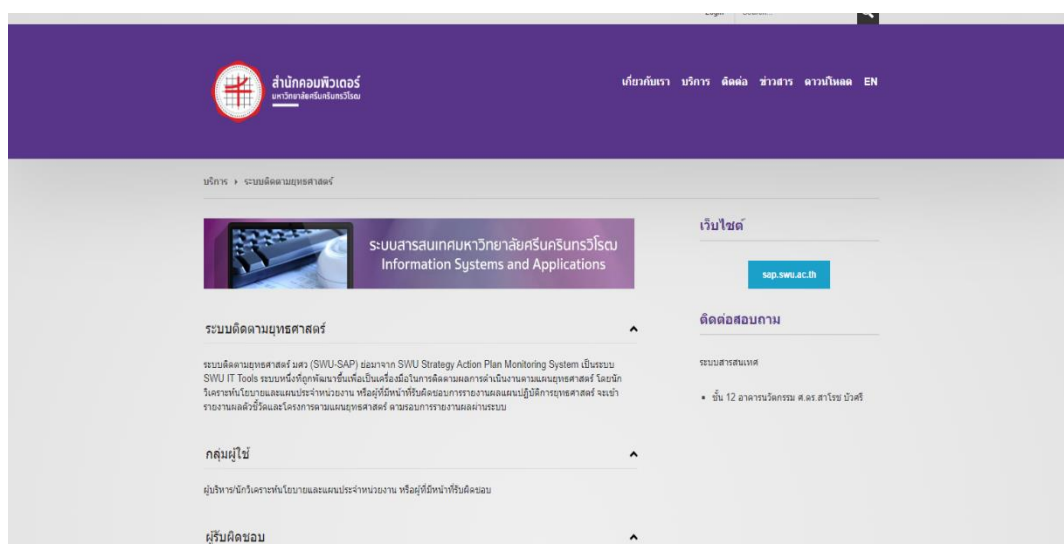 สำนักคอมพิวเตอร์
มหาวิทยาลัยศรีนครินทรวิโรฒ
เกี่ยวกับเรา บริการ ติดต่อ ข่าวสาร ดาวน์โหลด EN
บริการ ▸ ระบบติดตามยุทธศาสตร์
ระบบสารสนเทศมหาวิทยาลัยศรีนครินทรวิโรฒ
Information Systems and Applications
ระบบติดตามยุทธศาสตร์
ระบบติดตามยุทธศาสตร์ มศว (SWU-SAP) ย่อมาจาก SWU Strategy Action Plan Monitoring System เป็นระบบ
SWU IT Tools ระบบหนึ่งที่ถูกพัฒนาขึ้นเพื่อเป็นเครื่องมือในการติดตามผลการดำเนินงานตามแผนยุทธศาสตร์ โดยนัก
วิเคราะห์นโยบายและแผนประจำหน่วยงาน หรือผู้ที่มีหน้าที่รับผิดชอบการรายงานผลแผนปฏิบัติการยุทธศาสตร์ จะเข้า
รายงานผลตัวชี้วัดและโครงการตามแผนยุทธศาสตร์ ตามรอบการรายงานผลผ่านระบบ
กลุ่มผู้ใช้
ผู้บริหาร/นักวิเคราะห์นโยบายและแผนประจำหน่วยงาน หรือผู้ที่มีหน้าที่รับผิดชอบ
ผู้รับผิดชอบ
เว็บไซต์
sap.swu.ac.th
ติดต่อสอบถาม
ระบบสารสนเทศ
• ชั้น 12 อาคารนวัตกรรม ศ.ดร.สาโรช บัวศรี